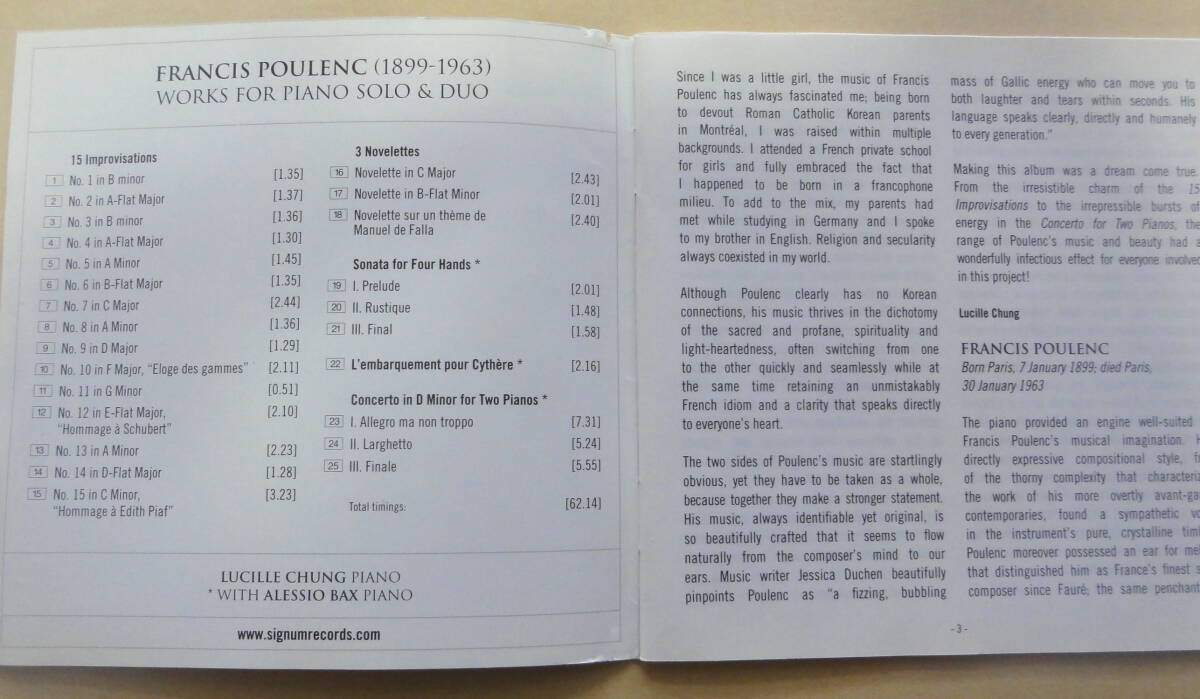 FRANCIS POULENC (1899-1963)
WORKS FOR PIANO SOLO & DUO
15 Improvisations
1 No. 1 in B minor [1.35]
2 No. 2 in A-Flat Major [1.37]
3 No. 3 in B minor [1.36]
4 No. 4 in A-Flat Major [1.30]
5 No. 5 in A Minor [1.45]
6 No. 6 in B-Flat Major [1.35]
7 No. 7 in C Major [2.44]
8 No. 8 in A Minor [1.36]
9 No. 9 in D Major [1.29]
10 No. 10 in F Major, “Eloge des gammes” [2.11]
11 No. 11 in G Minor [0.51]
12 No. 12 in E-Flat Major, [2.10]
“Hommage à Schubert”
13 No. 13 in A Minor [2.23]
14 No. 14 in D-Flat Major [1.28]
15 No. 15 in C Minor, [3.23]
“Hommage à Edith Piaf”
3 Novelettes
16 Novelette in C Major [2.43]
17 Novelette in B-Flat Minor [2.01]
18 Novelette sur un thème de [2.40]
Manuel de Falla
Sonata for Four Hands *
19 I. Prelude [2.01]
20 II. Rustique [1.48]
21 III. Final [1.58]
22 L’embarquement pour Cythère * [2.16]
Concerto in D Minor for Two Pianos *
23 I. Allegro ma non troppo [7.31]
24 II. Larghetto [5.24]
25 III. Finale [5.55]
Total timings: [62.14]
LUCILLE CHUNG PIANO
* WITH ALESSIO BAX PIANO
www.signumrecords.com
Since I was a little girl, the music of Francis
Poulenc has always fascinated me; being born
to devout Roman Catholic Korean parents
in Montréal, I was raised within multiple
backgrounds. I attended a French private school
for girls and fully embraced the fact that
I happened to be born in a francophone
milieu. To add to the mix, my parents had
met while studying in Germany and I spoke
to my brother in English. Religion and secularity
always coexisted in my world.
Although Poulenc clearly has no Korean
connections, his music thrives in the dichotomy
of the sacred and profane, spirituality and
light-heartedness, often switching from one
to the other quickly and seamlessly while at
the same time retaining an unmistakably
French idiom and a clarity that speaks directly
to everyone’s heart.
The two sides of Poulenc’s music are startlingly
obvious, yet they have to be taken as a whole,
because together they make a stronger statement.
His music, always identifiable yet original, is
so beautifully crafted that it seems to flow
naturally from the composer’s mind to our
ears. Music writer Jessica Duchen beautifully
pinpoints Poulenc as “a fizzing, bubbling
mass of Gallic energy who can move you to
both laughter and tears within seconds. His
language speaks clearly, directly and humanely
to every generation.”
Making this album was a dream come true.
From the irresistible charm of the 15
Improvisations to the irrepressible bursts of
energy in the Concerto for Two Pianos, the
range of Poulenc’s music and beauty had a
wonderfully infectious effect for everyone involved
in this project!
Lucille Chung
FRANCIS POULENC
Born Paris, 7 January 1899; died Paris,
30 January 1963
The piano provided an engine well-suited
Francis Poulenc’s musical imagination.
directly expressive compositional style,
of the thorny complexity that
the work of his more overtly
contemporaries, found a sympathetic
in the instrument’s pure, crystalline
Poulenc moreover possessed an ear for
that distinguished him as France’s finest
composer since Fauré; the same penchant
- 3 -